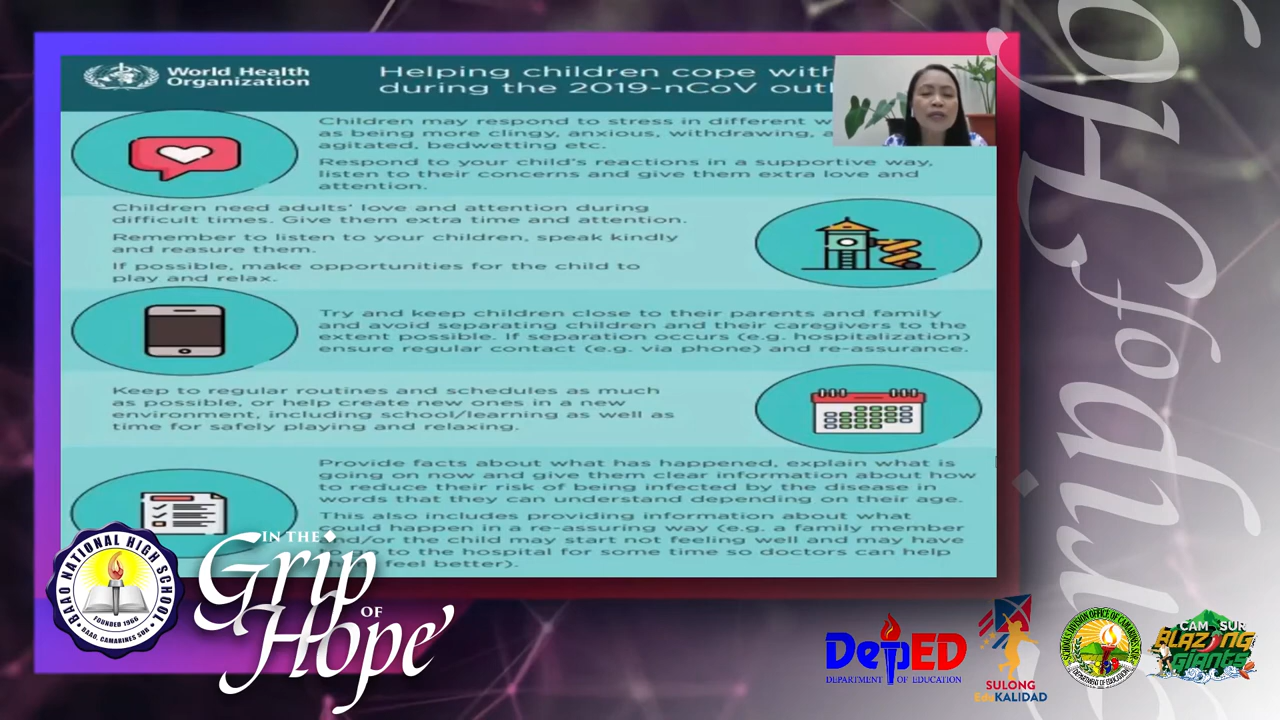 World Health
Organization
Helping children cope with
during the 2019-nCoV
Children may respond to stress in different
as being more clingy, anxious, withdrawing,
agitated, bedwetting etc.
Respond to your child's reactions in a supportive way,
listen to their concerns and give them extra love and
attention.
Children need adults' love and attention during
difficult times. Give them extra time and attention.
Remember to listen to your children, speak kindly
and reasure them.
If possible, make opportunities for the child to
play and relax.
Try and keep children close to their parents and family
and avoid separating children and their caregivers to the
extent possible. If separation occurs (e.g. hospitalization)
ensure regular contact (e.g. via phone) and re-assurance.
Keep to regular routines and schedules as much
as possible, or help create new ones in a new
environment, including school/learning as well as
time for safely playing and relaxing.
Provide facts about what has happened, explain what is
going on now and give them clear information about how
to reduce their risk of being infected by the disease in
words that they can understand depending on their age.
This also includes providing information about what
could happen in a re-assuring way (e.g. a family member
and/or the child may start not feeling well and may have
to the hospital for some time so doctors can help
feel better).
BAAO NATIONAL HIGH SCHOOL
FOUNDED 1966
BAAO, CAMARINES SUR
IN THE
Grip
OF
Hope
DepED
DEPARTMENT OF EDUCATION
SULONG
EduKALIDAD
DEPARTMENT OF EDUCATION
CAM SUR
BLAZING
GIANTS